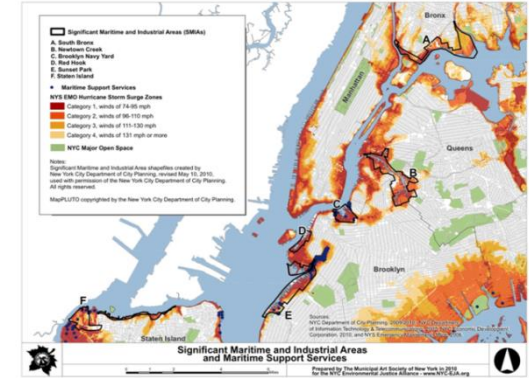 Significant Maritime and Industrial Areas (SMIAs)
A. South Bronx
B. Newtown Creek
C. Brooklyn Navy Yard
D. Red Hook
E. Sunset Park
F. Staten Island
Maritime Support Services
NYS EMO Hurricane Storm Surge Zones
Category 1, winds of 74-95 mph
Category 2, winds of 96-110 mph
Category 3, winds of 111-130 mph
Category 4, winds of 131 mph or more
NYC Major Open Space
Notes:
Significant Maritime and Industrial Area shapefiles created by
New York City Department of City Planning, revised May 10, 2010,
used with permission of the New York City Department of City Planning.
All rights reserved.
MapPLUTO copyrighted by the New York City Department of City Planning.
Bronx
A
Manhattan
Queens
B
C
D
Brooklyn
E
F
Staten Island
Sources
NYC Department of City Planning,
of Information Technology &
Corporation, 2010, and NYS
Significant Maritime and Industrial Areas
and Maritime Support Services
Prepared by The Municipal Art Society of New York in 2010
for the NYC Environmental Justice Alliance - www.NYC-EJA.org